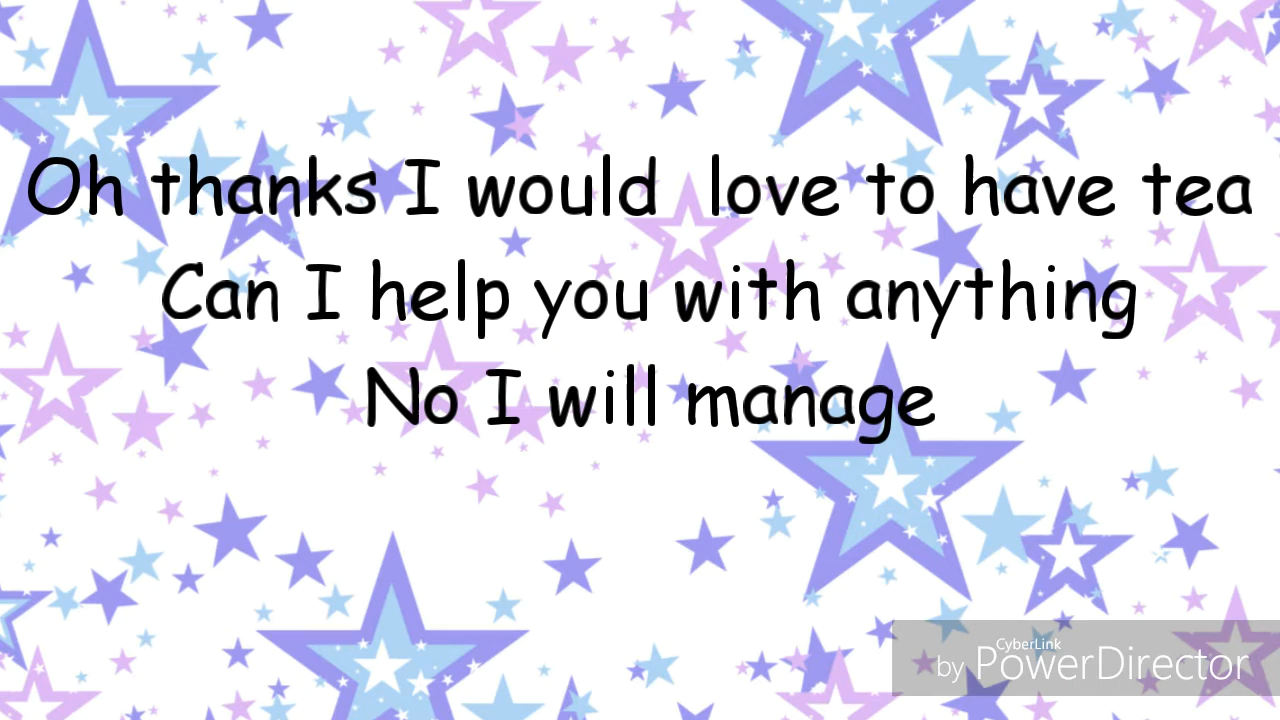 Oh thanks I would  love to have tea
Can I help you with anything
No I will manage
CyberLink
by PowerDirector